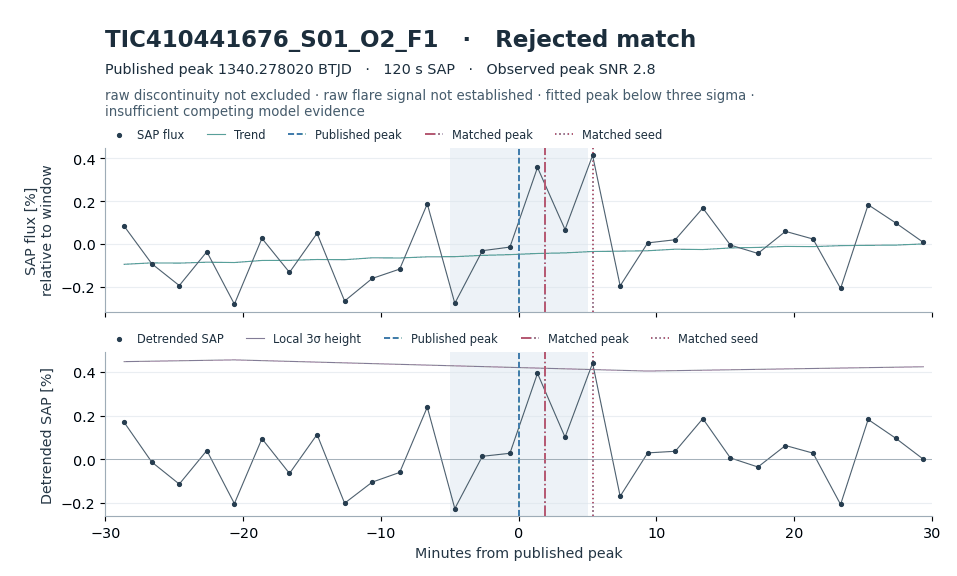 TIC410441676_S01_O2_F1 · Rejected match
Published peak 1340.278020 BTJD · 120 s SAP · Observed peak SNR 2.8
raw discontinuity not excluded · raw flare signal not established · fitted peak below three sigma ·
insufficient competing model evidence
SAP flux Trend Published peak Matched peak Matched seed
SAP flux [%]
relative to window
0.4
0.2
0.0
−0.2
Detrended SAP Local 3σ height Published peak Matched peak Matched seed
Detrended SAP [%]
0.4
0.2
0.0
−0.2
−30 −20 −10 0 10 20 30
Minutes from published peak